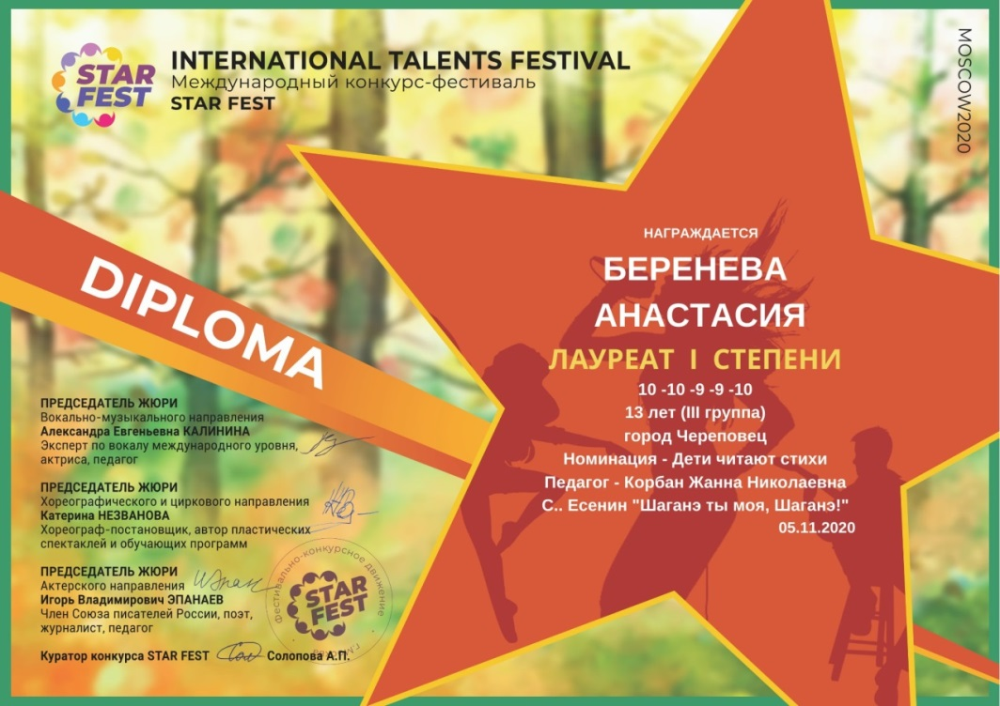 STAR
FEST
INTERNATIONAL TALENTS FESTIVAL
Международный конкурс-фестиваль
STAR FEST
MOSCOW2020
DIPLOMA
НАГРАЖДАЕТСЯ
БЕРЕНЕВА
АНАСТАСИЯ
ЛАУРЕАТ I СТЕПЕНИ
10 -10 -9 -9 -10
13 лет (III группа)
город Череповец
Номинация - Дети читают стихи
Педагог - Корбан Жанна Николаевна
С.. Есенин "Шаганэ ты моя, Шаганэ!"
05.11.2020
ПРЕДСЕДАТЕЛЬ ЖЮРИ
Вокально-музыкального направления
Александра Евгеньевна КАЛИНИНА
Эксперт по вокалу международного уровня,
актриса, педагог
ПРЕДСЕДАТЕЛЬ ЖЮРИ
Хореографического и циркового направления
Катерина НЕЗВАНОВА
Хореограф-постановщик, автор пластических
спектаклей и обучающих программ
ПРЕДСЕДАТЕЛЬ ЖЮРИ
Актерского направления
Игорь Владимирович ЭПАНАЕВ
Член Союза писателей России, поэт,
журналист, педагог
Куратор конкурса STAR FEST Солопова А.П.
Фестивально-конкурсное движение
STAR
FEST
г.Москва